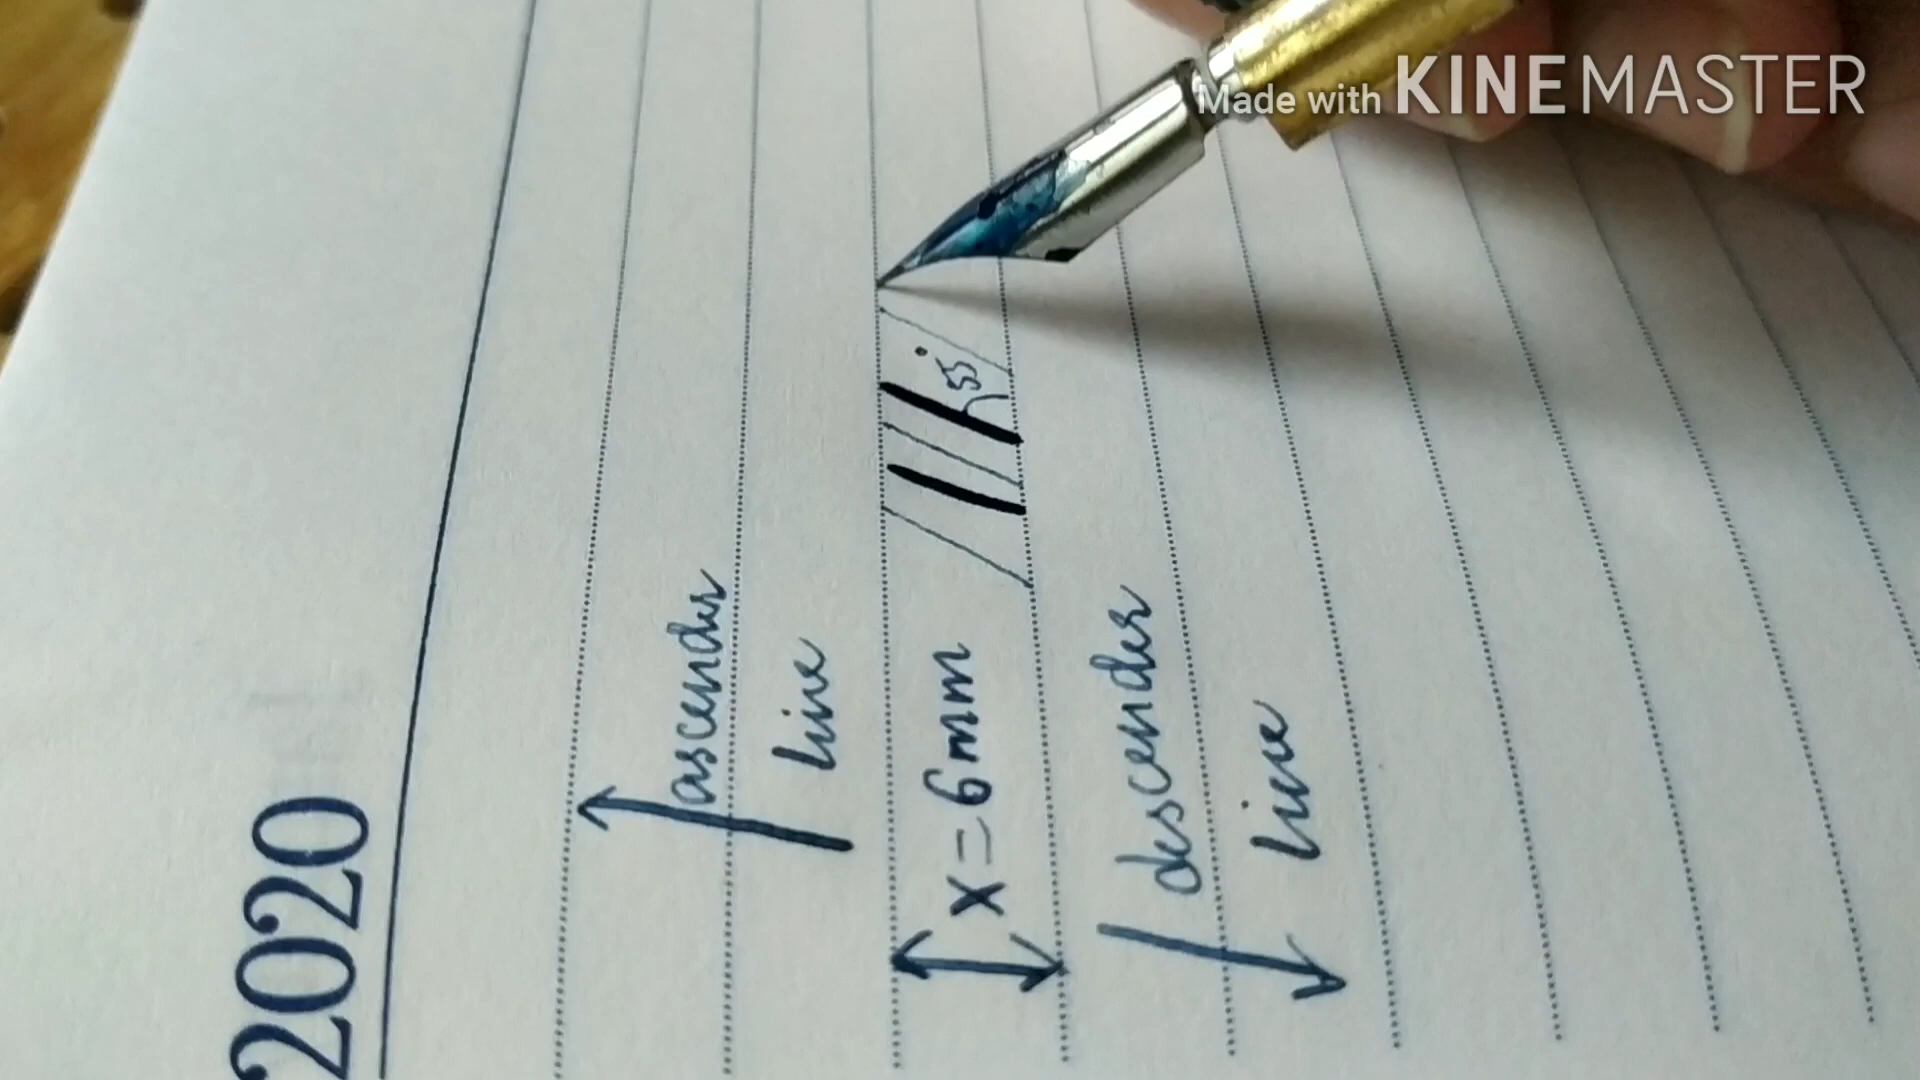 Made with KINEMASTER
2020
ascender
line
x = 6mm
55°
descender
line